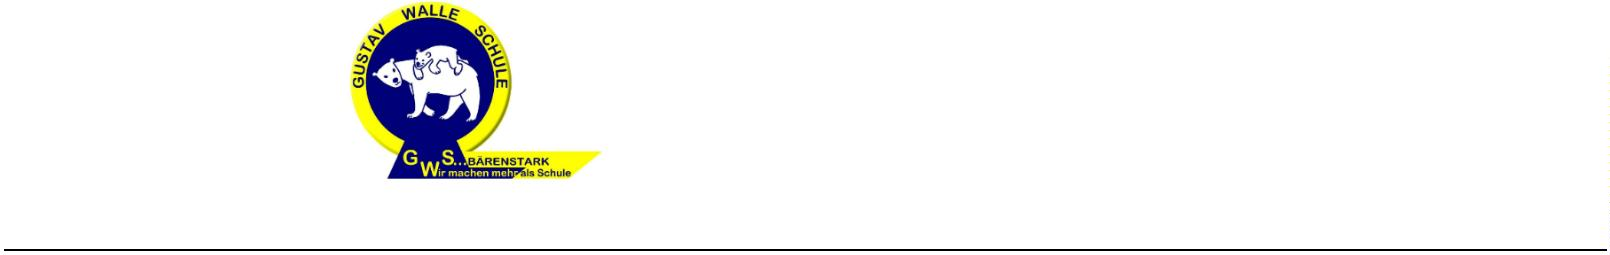 GUSTAV WALLE SCHULE
GWS...BÄRENSTARK
Wir machen mehr als Schule